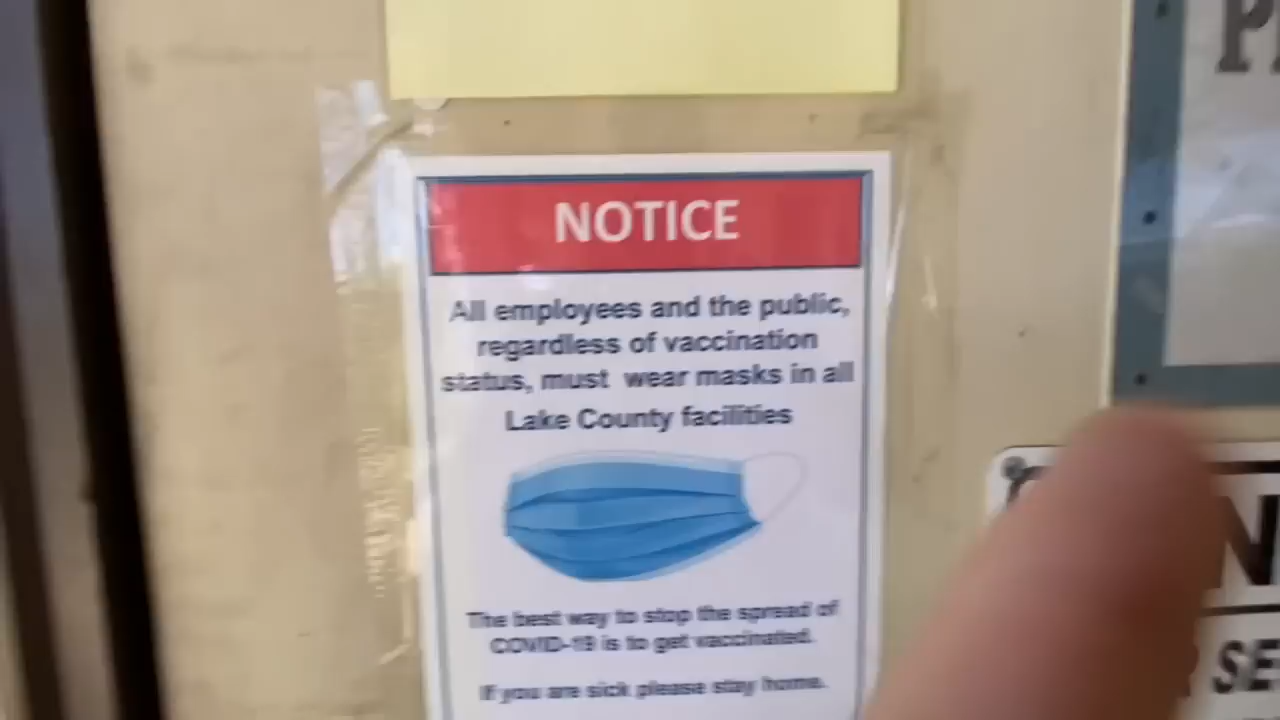 NOTICE
All employees and the public,
regardless of vaccination
status, must wear masks in all
Lake County facilities
The best way to stop the spread of
COVID-19 is to get vaccinated.
If you are sick please stay home.